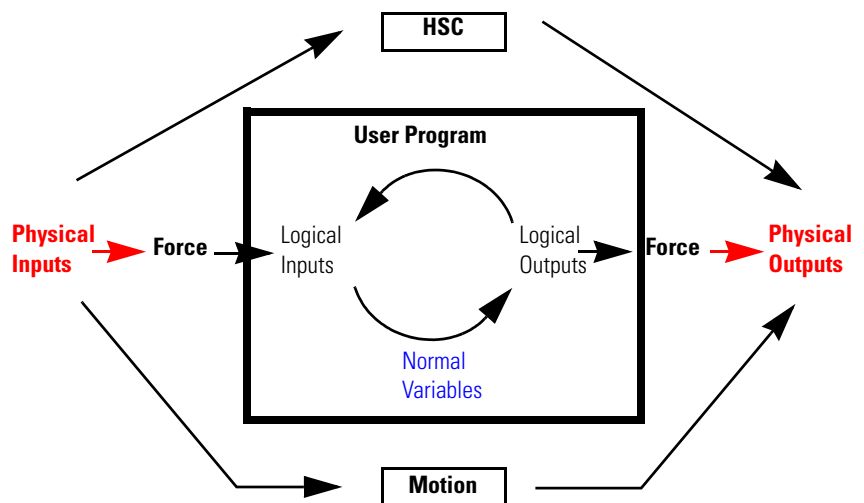 HSC
User Program
Physical
Inputs
Force
Logical
Inputs
Logical
Outputs
Force
Physical
Outputs
Normal
Variables
Motion